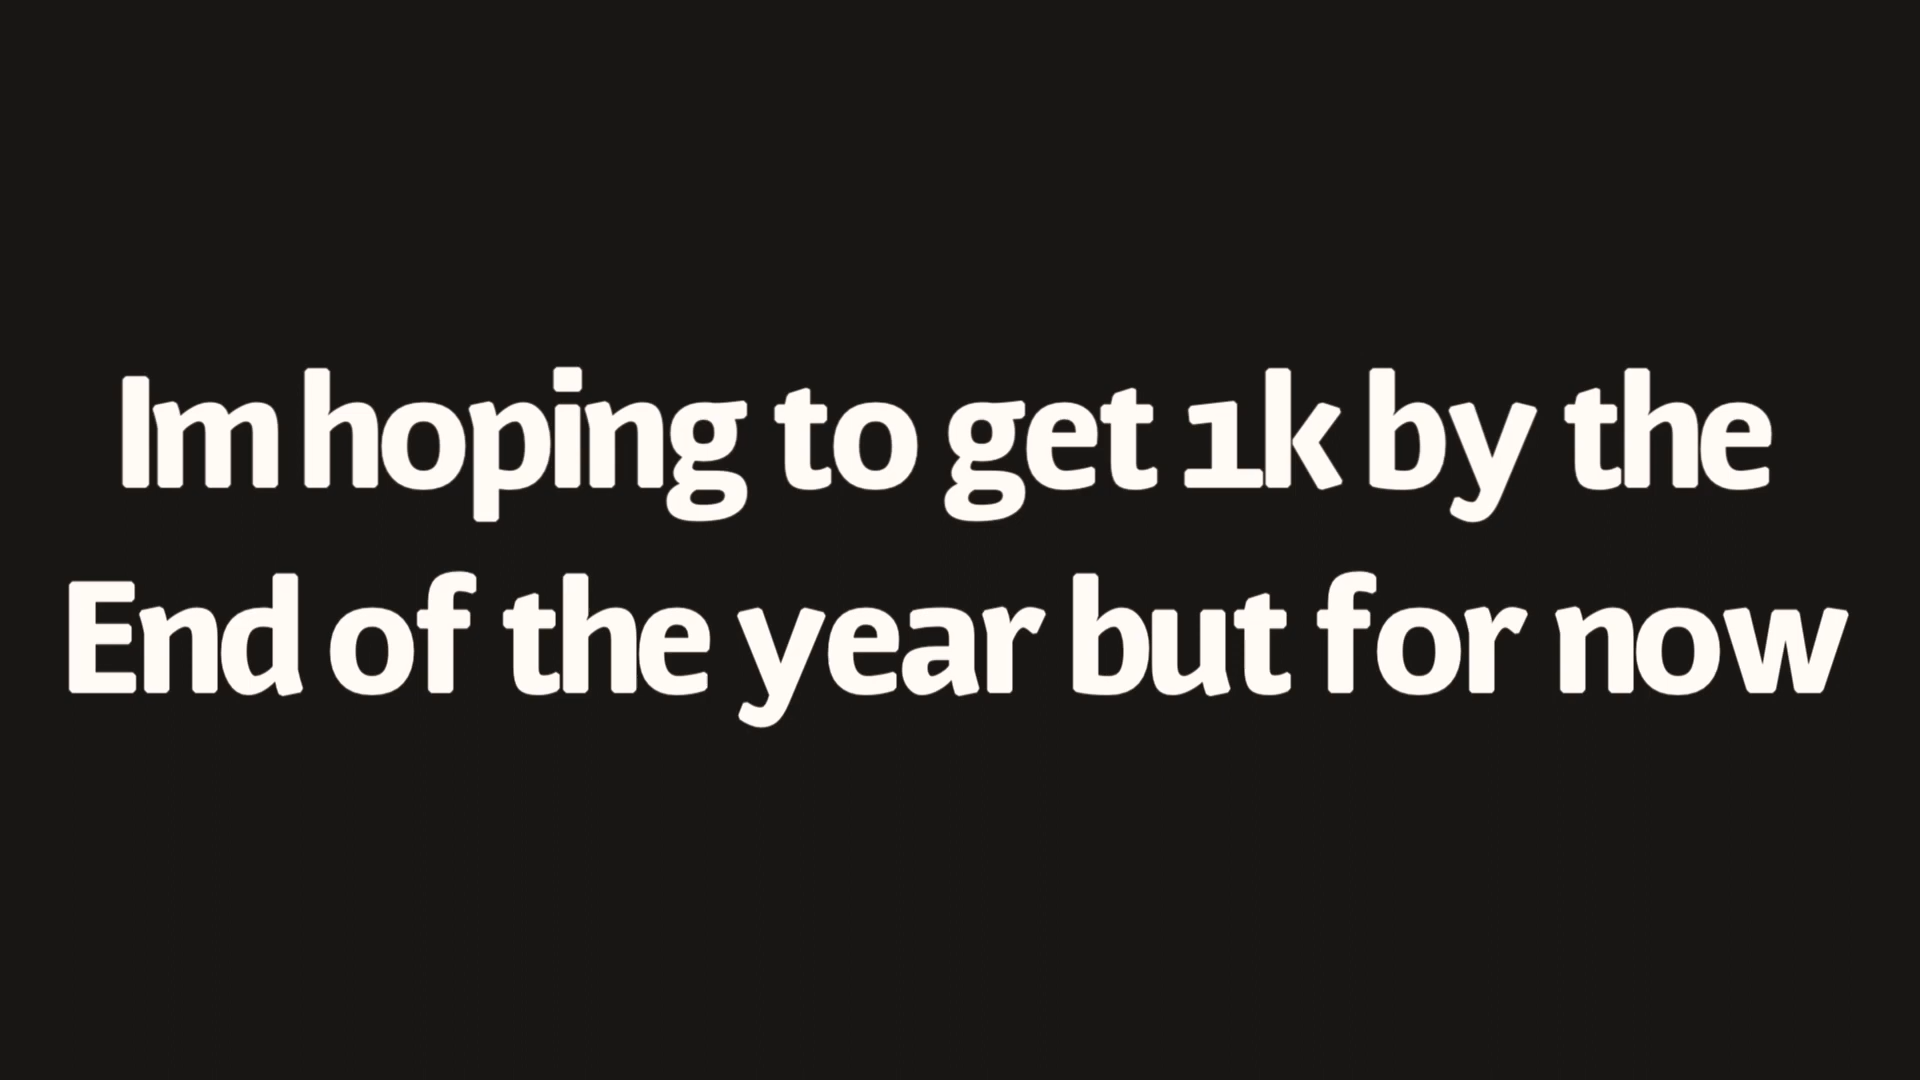 Im hoping to get 1k by the
End of the year but for now